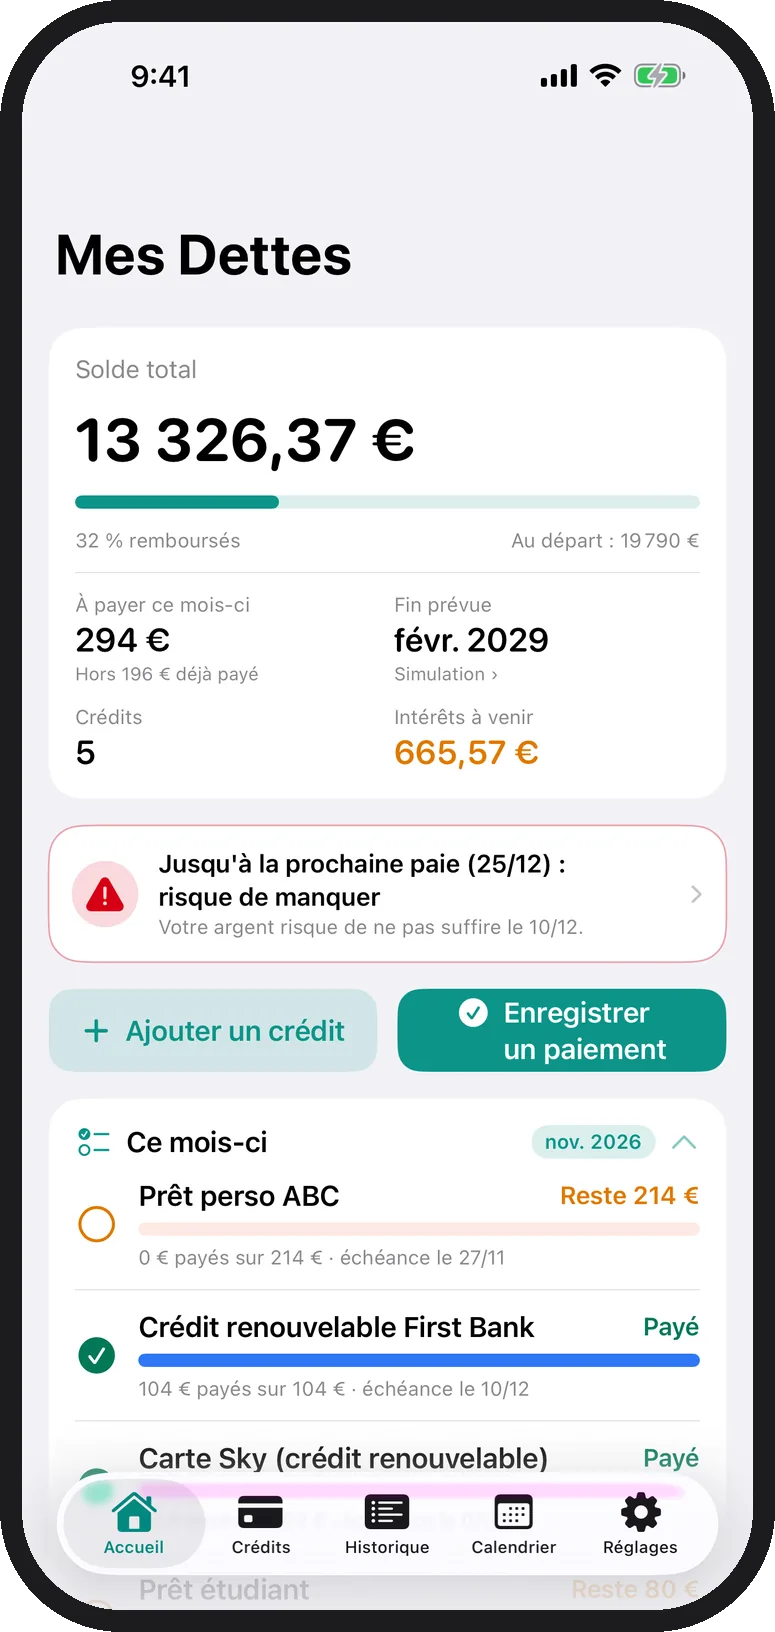 9:41
Mes Dettes
Solde total
13 326,37 €
32 % remboursés
Au départ : 19 790 €
À payer ce mois-ci
Fin prévue
294 €
févr. 2029
Hors 196 € déjà payé
Simulation ›
Crédits
Intérêts à venir
5
665,57 €
Jusqu'à la prochaine paie (25/12) :
risque de manquer
Votre argent risque de ne pas suffire le 10/12.
+ Ajouter un crédit
Enregistrer
un paiement
Ce mois-ci
nov. 2026
Prêt perso ABC
Reste 214 €
0 € payés sur 214 € · échéance le 27/11
Crédit renouvelable First Bank
Payé
104 € payés sur 104 € · échéance le 10/12
Carte Sky (crédit renouvelable)
Payé
Accueil
Crédits
Historique
Calendrier
Réglages
Prêt étudiant
Reste 80 €